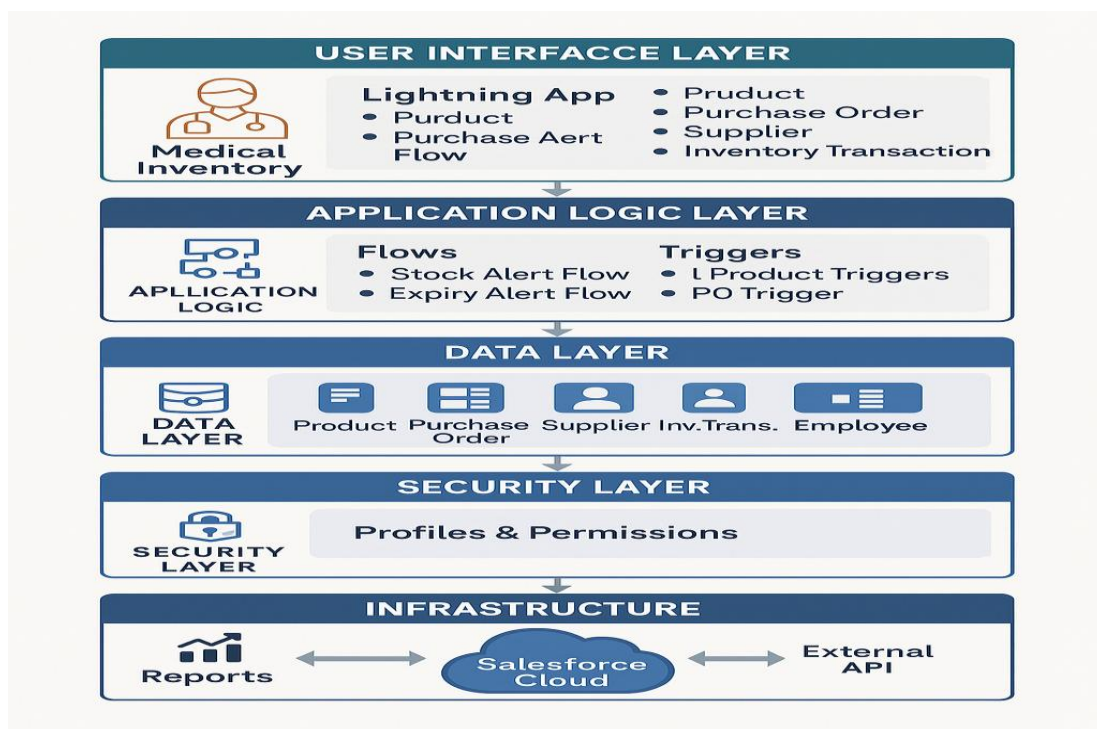 USER INTERFACCE LAYER
Medical
Inventory
Lightning App
• Purduct
• Purchase Aert
Flow
• Pruduct
• Purchase Order
• Supplier
• Inventory Transaction
APPLICATION LOGIC LAYER
APLLICATION
LOGIC
Flows
• Stock Alert Flow
• Expiry Alert Flow
Triggers
• l Product Triggers
• PO Trigger
DATA LAYER
DATA
LAYER
Product
Purchase
Order
Supplier
Inv.Trans.
Employee
SECURITY LAYER
SECURITY
LAYER
Profiles & Permissions
INFRASTRUCTURE
Reports
Salesforce
Cloud
External
API